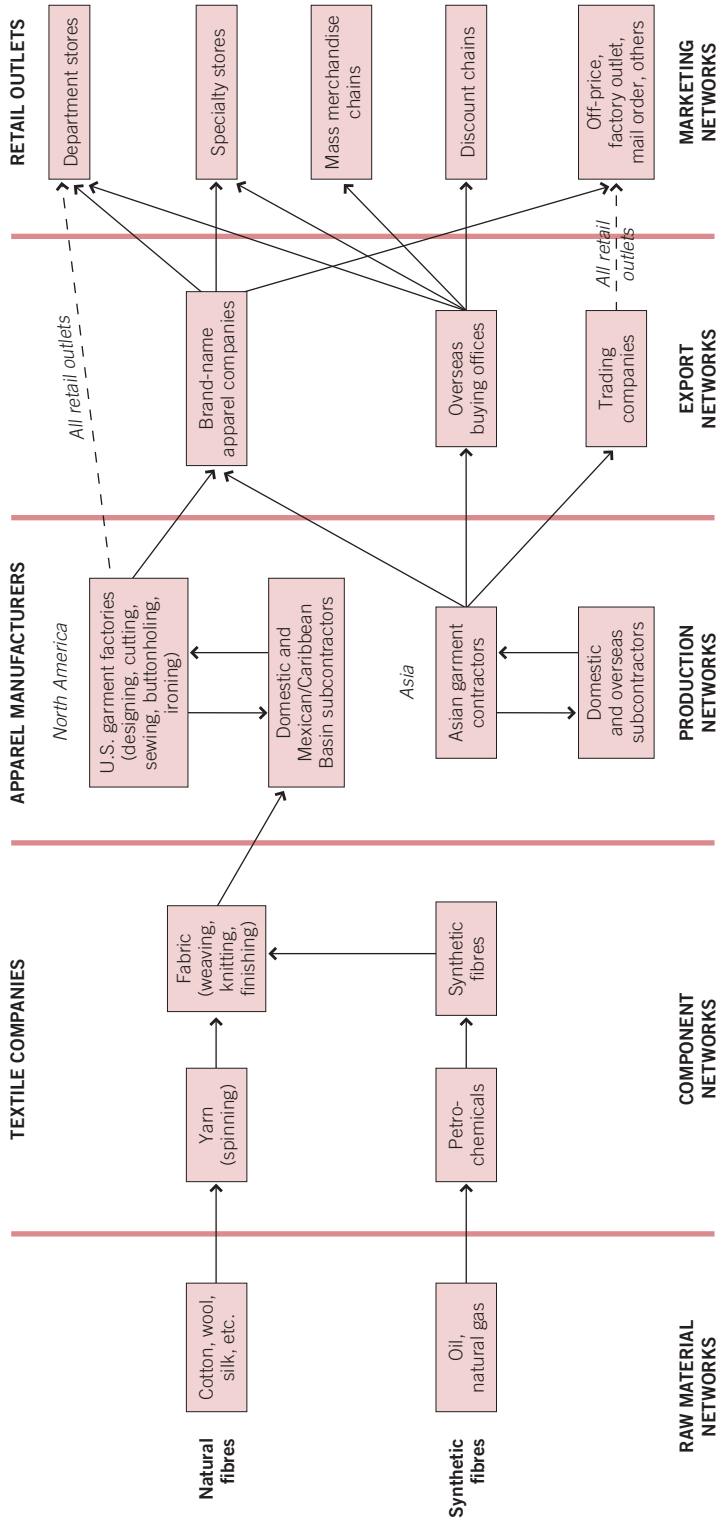 Natural
fibres
Synthetic
fibres
Cotton, wool,
silk, etc.
Oil,
natural gas
RAW MATERIAL
NETWORKS
TEXTILE COMPANIES
Yarn
(spinning)
Fabric
(weaving,
knitting,
finishing)
Petro-
chemicals
Synthetic
fibres
COMPONENT
NETWORKS
APPAREL MANUFACTURERS
North America
U.S. garment factories
(designing, cutting,
sewing, buttonholing,
ironing)
Domestic and
Mexican/Caribbean
Basin subcontractors
Asia
Asian garment
contractors
Domestic
and overseas
subcontractors
PRODUCTION
NETWORKS
All retail outlets
Brand-name
apparel companies
Overseas
buying offices
Trading
companies
All retail
outlets
EXPORT
NETWORKS
RETAIL OUTLETS
Department stores
Specialty stores
Mass merchandise
chains
Discount chains
Off-price,
factory outlet,
mail order, others
MARKETING
NETWORKS